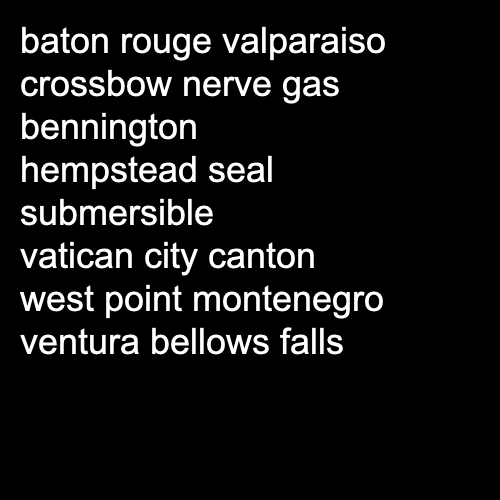 baton rouge valparaiso
crossbow nerve gas
bennington
hempstead seal
submersible
vatican city canton
west point montenegro
ventura bellows falls